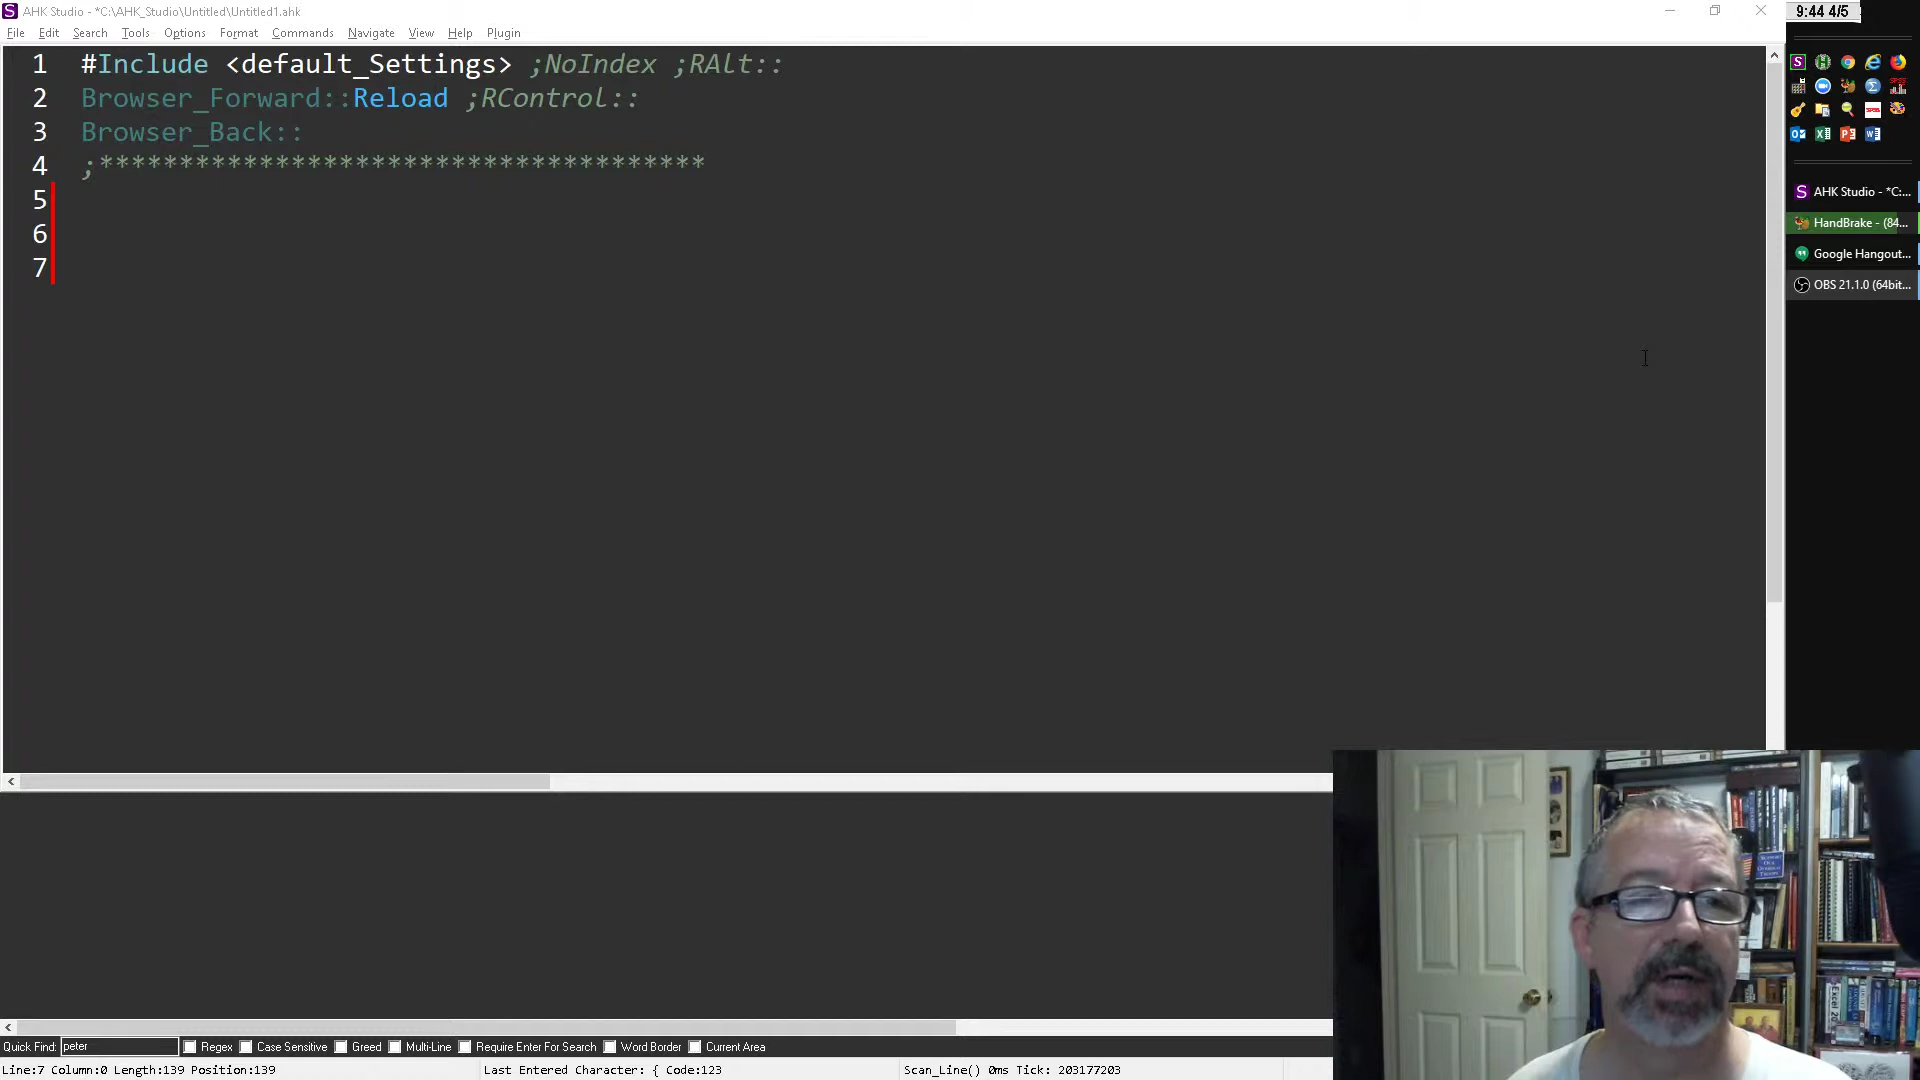 AHK Studio - *C:\AHK_Studio\Untitled\Untitled1.ahk
9:44 4/5
File Edit Search Tools Options Format Commands Navigate View Help Plugin
1 #Include <default_Settings> ;NoIndex ;RAlt::
2 Browser_Forward::Reload ;RControl::
3 Browser_Back::
4 ;**************************************
5
6
7
AHK Studio - *C:...
HandBrake - (84...
Google Hangout...
OBS 21.1.0 (64bit...
Quick Find: peter Regex Case Sensitive Greed Multi-Line Require Enter For Search Word Border Current Area
Line:7 Column:0 Length:139 Position:139 Last Entered Character: { Code:123 Scan_Line() 0ms Tick: 203177203